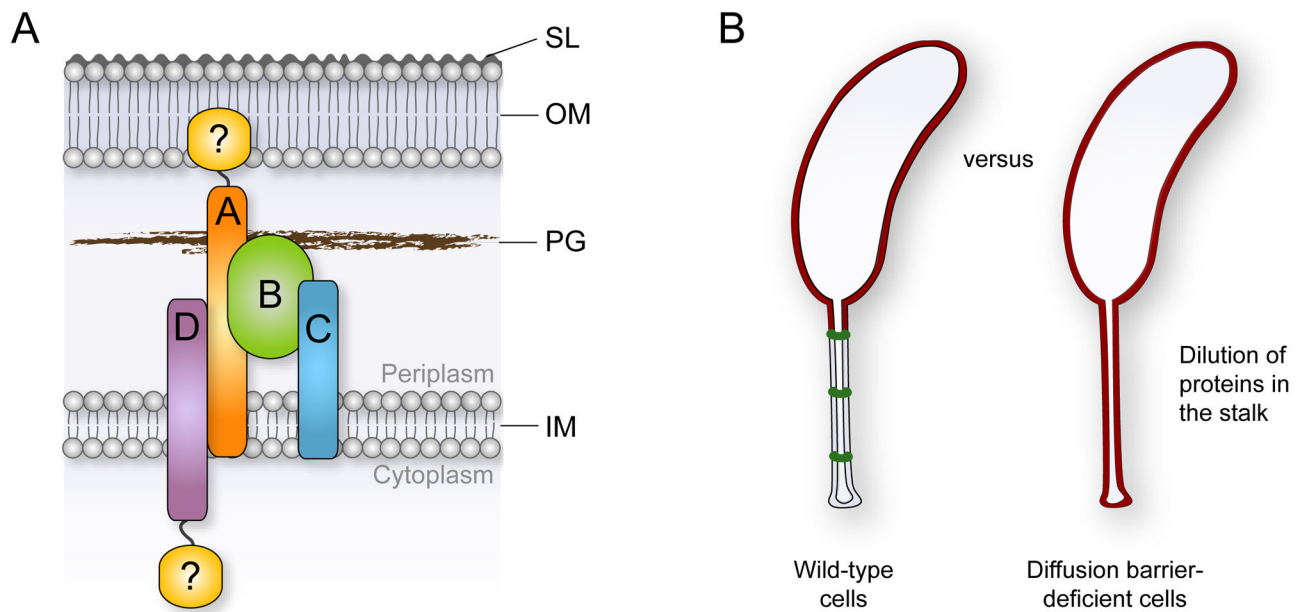 A
SL
OM
?
A
PG
B
D
C
Periplasm
IM
Cytoplasm
?
B
versus
Dilution of
proteins in
the stalk
Wild-type
cells
Diffusion barrier-
deficient cells